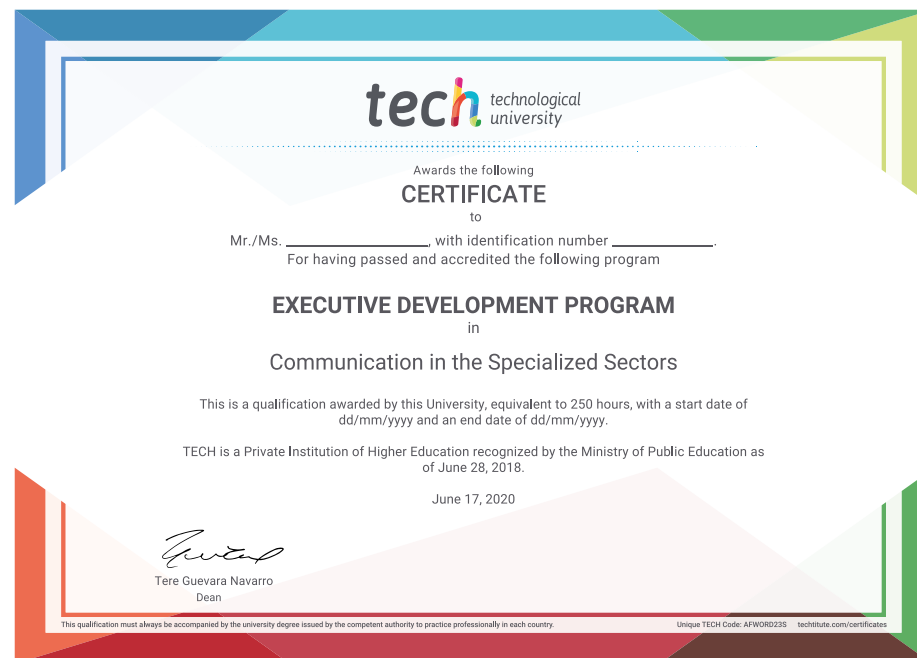 tech technological
university
Awards the following
CERTIFICATE
to
Mr./Ms. ____________________, with identification number ______________.
For having passed and accredited the following program
EXECUTIVE DEVELOPMENT PROGRAM
in
Communication in the Specialized Sectors
This is a qualification awarded by this University, equivalent to 250 hours, with a start date of
dd/mm/yyyy and an end date of dd/mm/yyyy.
TECH is a Private Institution of Higher Education recognized by the Ministry of Public Education as
of June 28, 2018.
June 17, 2020
Tere Guevara Navarro
Dean
This qualification must always be accompanied by the university degree issued by the competent authority to practice professionally in each country. Unique TECH Code: AFWORD23S techtitute.com/certificates